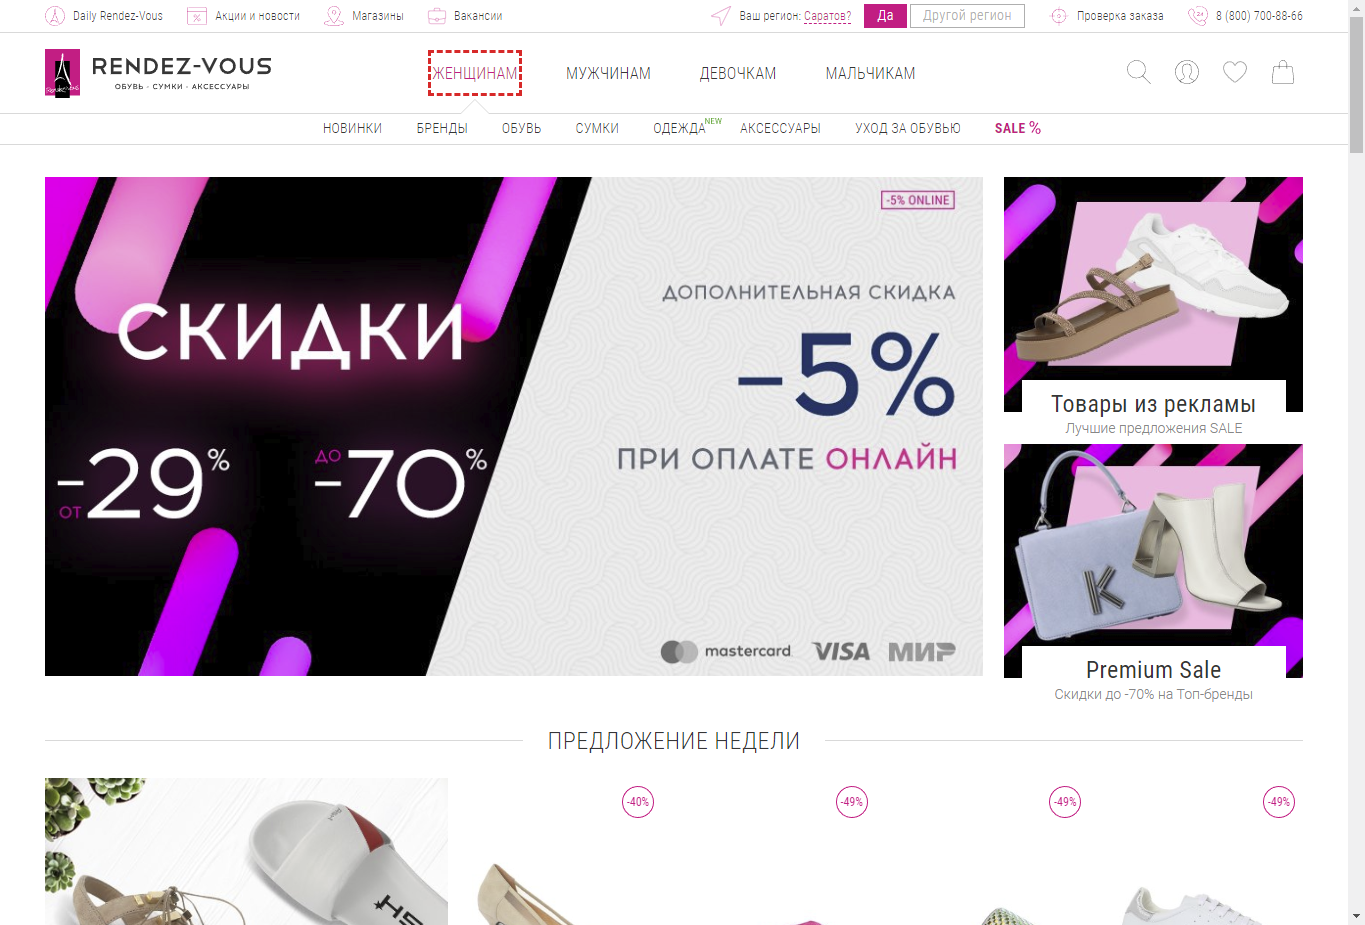 Daily Rendez-Vous
Акции и новости
Магазины
Вакансии
Ваш регион: Саратов?
Да
Другой регион
Проверка заказа
8 (800) 700-88-66
RENDEZ-VOUS
ОБУВЬ · СУМКИ · АКСЕССУАРЫ
ЖЕНЩИНАМ
МУЖЧИНАМ
ДЕВОЧКАМ
МАЛЬЧИКАМ
НОВИНКИ
БРЕНДЫ
ОБУВЬ
СУМКИ
ОДЕЖДА NEW
АКСЕССУАРЫ
УХОД ЗА ОБУВЬЮ
SALE %
СКИДКИ
ОТ -29%
ДО -70%
-5% ONLINE
ДОПОЛНИТЕЛЬНАЯ СКИДКА
-5%
ПРИ ОПЛАТЕ ОНЛАЙН
mastercard
VISA
МИР
Товары из рекламы
Лучшие предложения SALE
K
Premium Sale
Скидки до -70% на Топ-бренды
ПРЕДЛОЖЕНИЕ НЕДЕЛИ
-40%
-49%
-49%
-49%